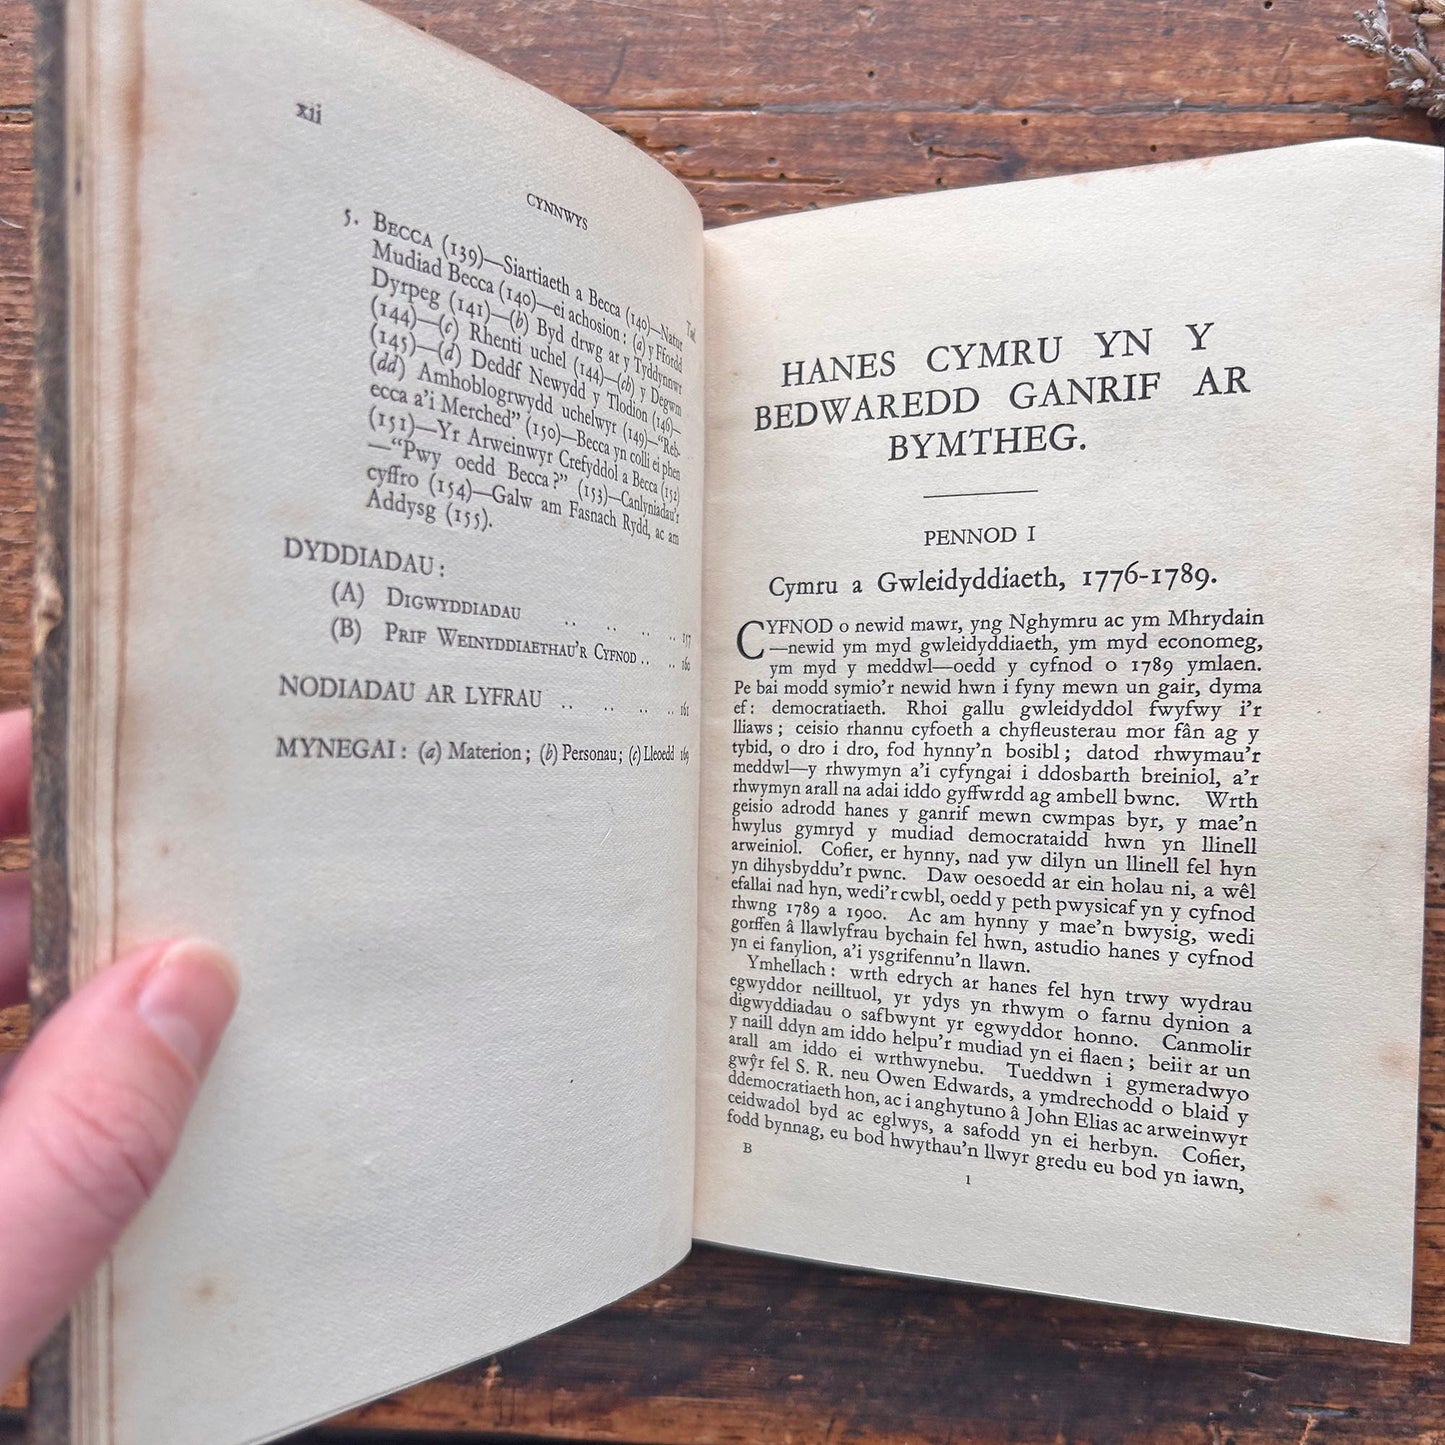 xii
CYNNWYS
Tud
5. BECCA (139)—Siartiaeth a Becca (140)—Natur
Mudiad Becca (140)—ei achosion: (a) y Ffordd
Dyrpeg (141)—(b) Byd drwg ar y Tyddynnwr
(144)—(c) Rhenti uchel (144)—(ch) y Degwm
(145)—(d) Deddf Newydd y Tlodion (146)—
(dd) Amhoblogrwydd uchelwyr (149)—"Reb-
ecca a'i Merched" (150)—Becca yn colli ei phen
(151)—Yr Arweinwyr Crefyddol a Becca (152)
—"Pwy oedd Becca?" (153)—Canlyniadau'r
cyffro (154)—Galw am Fasnach Rydd, ac am
Addysg (155).
DYDDIADAU:
(A) DIGWYDDIADAU .. .. .. .. 157
(B) PRIF WEINYDDIAETHAU'R CYFNOD .. .. 160
NODIADAU AR LYFRAU .. .. .. .. 161
MYNEGAI: (a) Materion; (b) Personau; (c) Lleoedd 169
HANES CYMRU YN Y
BEDWAREDD GANRIF AR
BYMTHEG.
PENNOD I
Cymru a Gwleidyddiaeth, 1776-1789.
CYFNOD o newid mawr, yng Nghymru ac ym Mhrydain
—newid ym myd gwleidyddiaeth, ym myd economeg,
ym myd y meddwl—oedd y cyfnod o 1789 ymlaen.
Pe bai modd symio'r newid hwn i fyny mewn un gair, dyma
ef: democratiaeth. Rhoi gallu gwleidyddol fwyfwy i'r
lliaws; ceisio rhannu cyfoeth a chyfleusterau mor fân ag y
tybid, o dro i dro, fod hynny'n bosibl; datod rhwymau'r
meddwl—y rhwymyn a'i cyfyngai i ddosbarth breiniol, a'r
rhwymyn arall na adai iddo gyffwrdd ag ambell bwnc. Wrth
geisio adrodd hanes y ganrif mewn cwmpas byr, y mae'n
hwylus gymryd y mudiad democrataidd hwn yn llinell
arweiniol. Cofier, er hynny, nad yw dilyn un llinell fel hyn
yn dihysbyddu'r pwnc. Daw oesoedd ar ein holau ni, a wêl
efallai nad hyn, wedi'r cwbl, oedd y peth pwysicaf yn y cyfnod
rhwng 1789 a 1900. Ac am hynny y mae'n bwysig, wedi
gorffen â llawlyfrau bychain fel hwn, astudio hanes y cyfnod
yn ei fanylion, a'i ysgrifennu'n llawn.
Ymhellach: wrth edrych ar hanes fel hyn trwy wydrau
egwyddor neilltuol, yr ydys yn rhwym o farnu dynion a
digwyddiadau o safbwynt yr egwyddor honno. Canmolir
y naill ddyn am iddo helpu'r mudiad yn ei flaen; beiir ar un
arall am iddo ei wrthwynebu. Tueddwn i gymeradwyo
gwŷr fel S. R. neu Owen Edwards, a ymdrechodd o blaid y
ddemocratiaeth hon, ac i anghytuno â John Elias ac arweinwyr
ceidwadol byd ac eglwys, a safodd yn ei herbyn. Cofier,
fodd bynnag, eu bod hwythau'n llwyr gredu eu bod yn iawn,
B
1